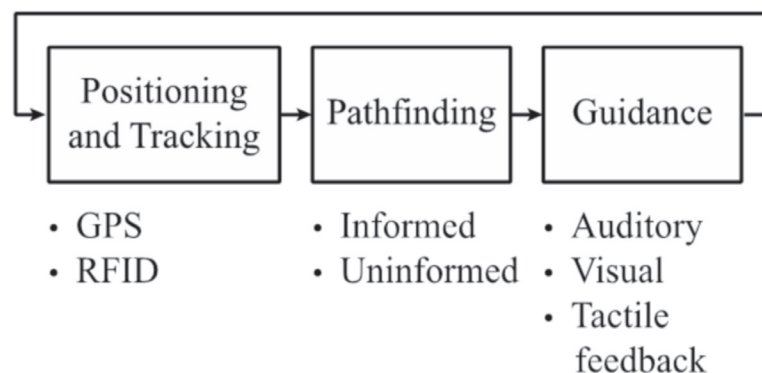 Positioning
and Tracking
Pathfinding
Guidance
• GPS
• RFID
• Informed
• Uninformed
• Auditory
• Visual
• Tactile
feedback